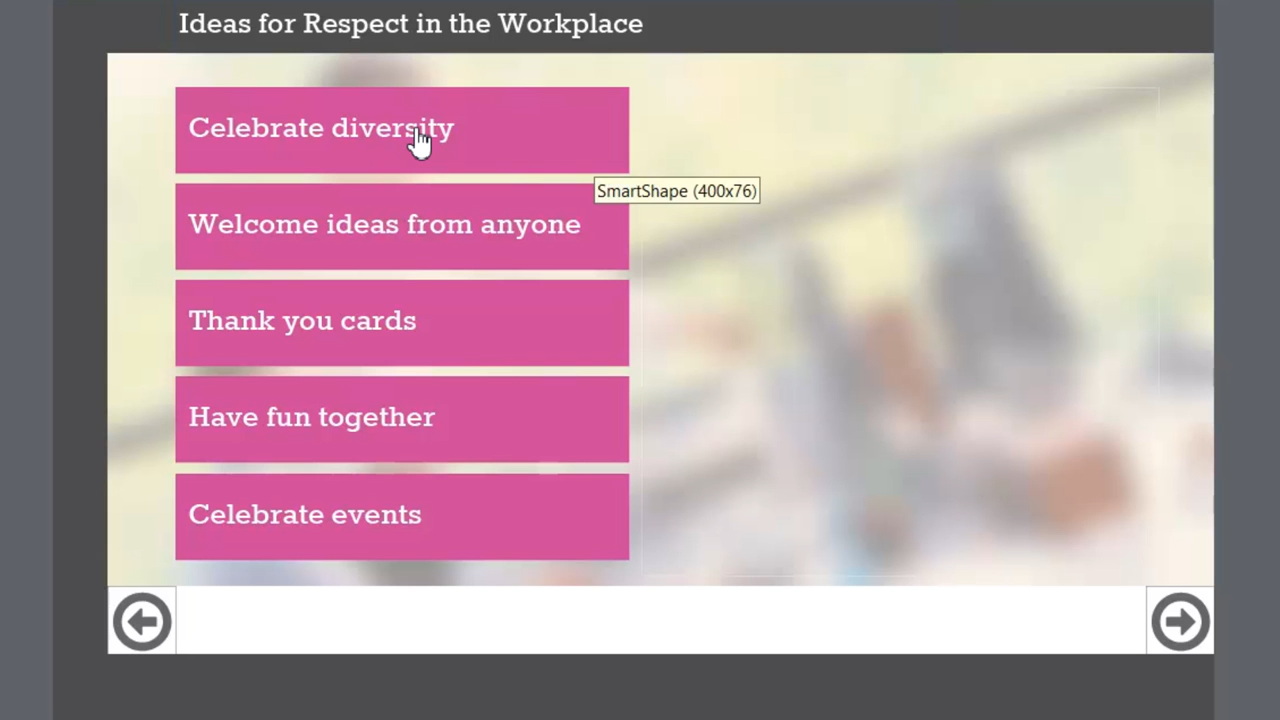 Ideas for Respect in the Workplace
Celebrate diversity
SmartShape (400x76)
Welcome ideas from anyone
Thank you cards
Have fun together
Celebrate events